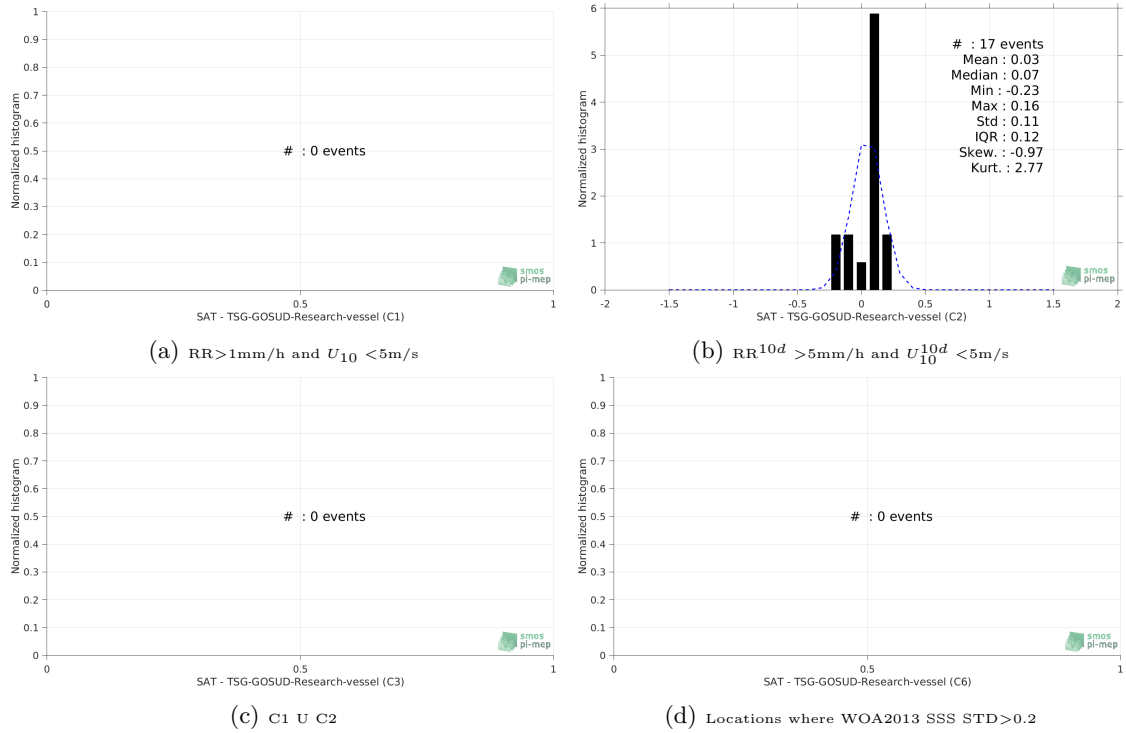 1
0.9
0.8
0.7
0.6
0.5
0.4
0.3
0.2
0.1
0
Normalized histogram
# : 0 events
smos
pi-mep
0 0.5 1
SAT - TSG-GOSUD-Research-vessel (C1)
(a) RR>1mm/h and U10 <5m/s
6
5
4
3
2
1
0
Normalized histogram
# : 17 events
Mean : 0.03
Median : 0.07
Min : -0.23
Max : 0.16
Std : 0.11
IQR : 0.12
Skew. : -0.97
Kurt. : 2.77
smos
pi-mep
-2 -1.5 -1 -0.5 0 0.5 1 1.5 2
SAT - TSG-GOSUD-Research-vessel (C2)
(b) RR^10d >5mm/h and U10^10d <5m/s
1
0.9
0.8
0.7
0.6
0.5
0.4
0.3
0.2
0.1
0
Normalized histogram
# : 0 events
smos
pi-mep
0 0.5 1
SAT - TSG-GOSUD-Research-vessel (C3)
(c) C1 U C2
1
0.9
0.8
0.7
0.6
0.5
0.4
0.3
0.2
0.1
0
Normalized histogram
# : 0 events
smos
pi-mep
0 0.5 1
SAT - TSG-GOSUD-Research-vessel (C6)
(d) Locations where WOA2013 SSS STD>0.2